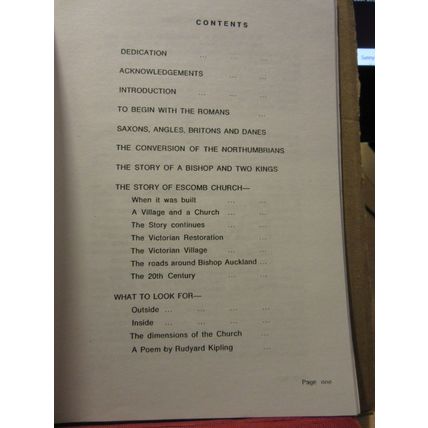 CONTENTS
DEDICATION ... ...
ACKNOWLEDGEMENTS ... ...
INTRODUCTION ... ... ...
TO BEGIN WITH THE ROMANS ...
SAXONS, ANGLES, BRITONS AND DANES
THE CONVERSION OF THE NORTHUMBRIANS
THE STORY OF A BISHOP AND TWO KINGS
THE STORY OF ESCOMB CHURCH—
When it was built ... ...
A Village and a Church ... ...
The Story continues ... ...
The Victorian Restoration ... ...
The Victorian Village ... ...
The roads around Bishop Auckland ...
The 20th Century ... ...
WHAT TO LOOK FOR—
Outside ... ... ... ...
Inside ... ... ... ...
The dimensions of the Church ...
A Poem by Rudyard Kipling ...
Page one